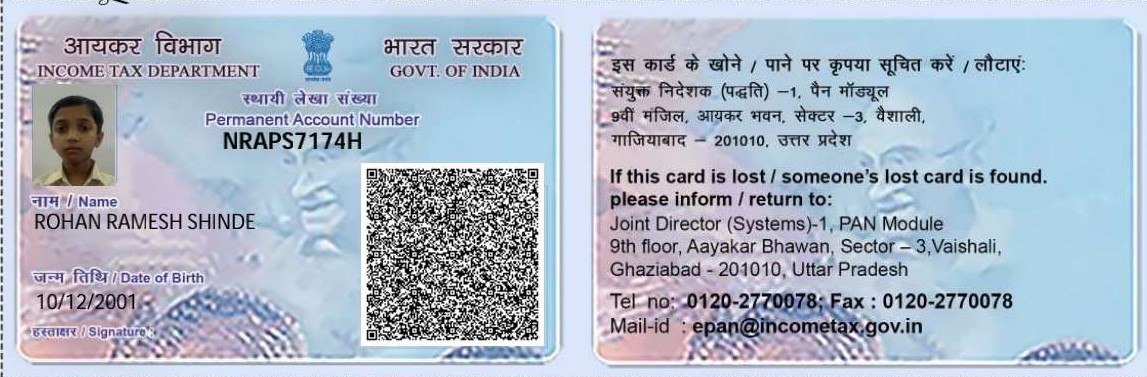 आयकर विभाग
INCOME TAX DEPARTMENT
भारत सरकार
GOVT. OF INDIA
स्थायी लेखा संख्या
Permanent Account Number
NRAPS7174H
नाम / Name
ROHAN RAMESH SHINDE
जन्म तिथि / Date of Birth
10/12/2001
हस्ताक्षर / Signature :
इस कार्ड के खोने / पाने पर कृपया सूचित करें / लौटाएं:
संयुक्त निदेशक (पद्धति) –1, पैन मॉड्यूल
9वीं मंजिल, आयकर भवन, सेक्टर –3, वैशाली,
गाजियाबाद – 201010, उत्तर प्रदेश
If this card is lost / someone's lost card is found.
please inform / return to:
Joint Director (Systems)-1, PAN Module
9th floor, Aayakar Bhawan, Sector – 3,Vaishali,
Ghaziabad - 201010, Uttar Pradesh
Tel no: 0120-2770078; Fax : 0120-2770078
Mail-id : epan@incometax.gov.in